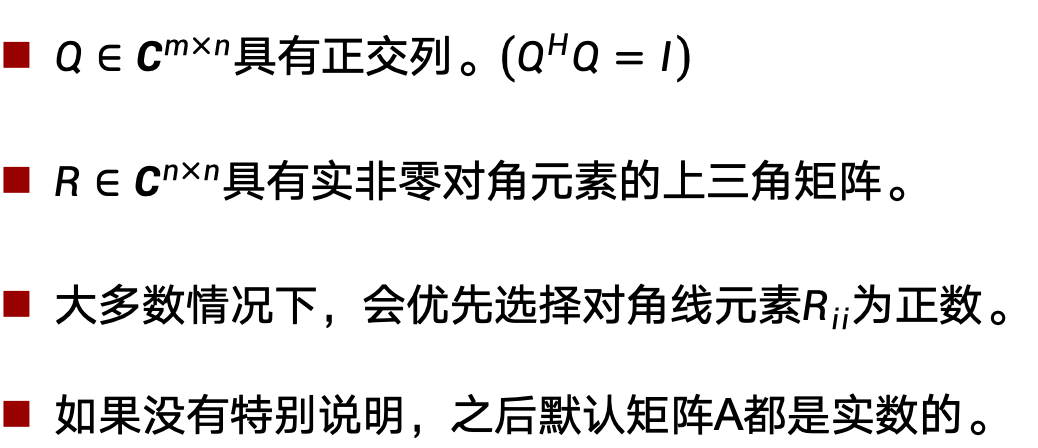 ■ Q ∈ C^{m×n}具有正交列。(Q^H Q = I)
■ R ∈ C^{n×n}具有实非零对角元素的上三角矩阵。
■ 大多数情况下，会优先选择对角线元素R_{ii}为正数。
■ 如果没有特别说明，之后默认矩阵A都是实数的。